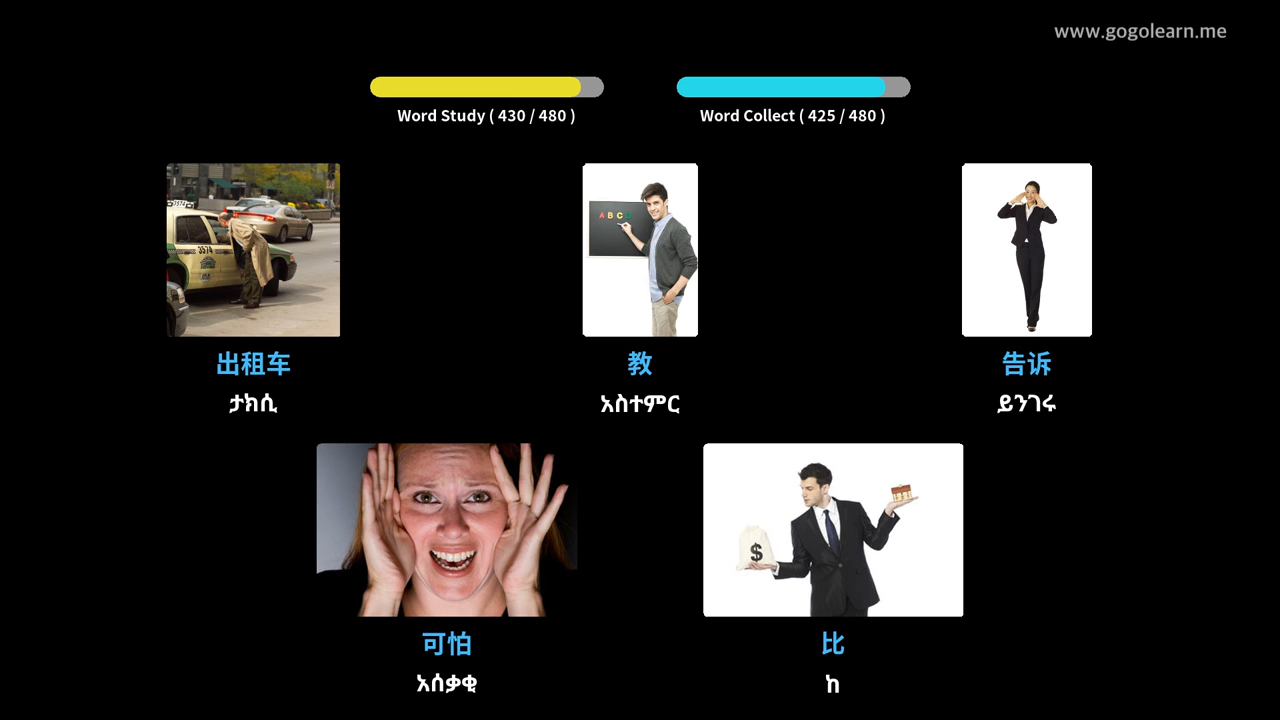 www.gogolearn.me
Word Study ( 430 / 480 )
Word Collect ( 425 / 480 )
3574
A B C D
出租车
教
告诉
ታክሲ
አስተምር
ይንገሩ
$
可怕
比
አሰቃቂ
ከ